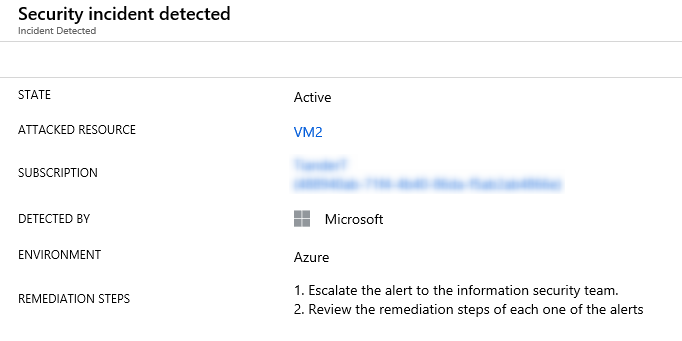 Security incident detected
Incident Detected
STATE Active
ATTACKED RESOURCE VM2
SUBSCRIPTION
DETECTED BY Microsoft
ENVIRONMENT Azure
REMEDIATION STEPS
1. Escalate the alert to the information security team.
2. Review the remediation steps of each one of the alerts